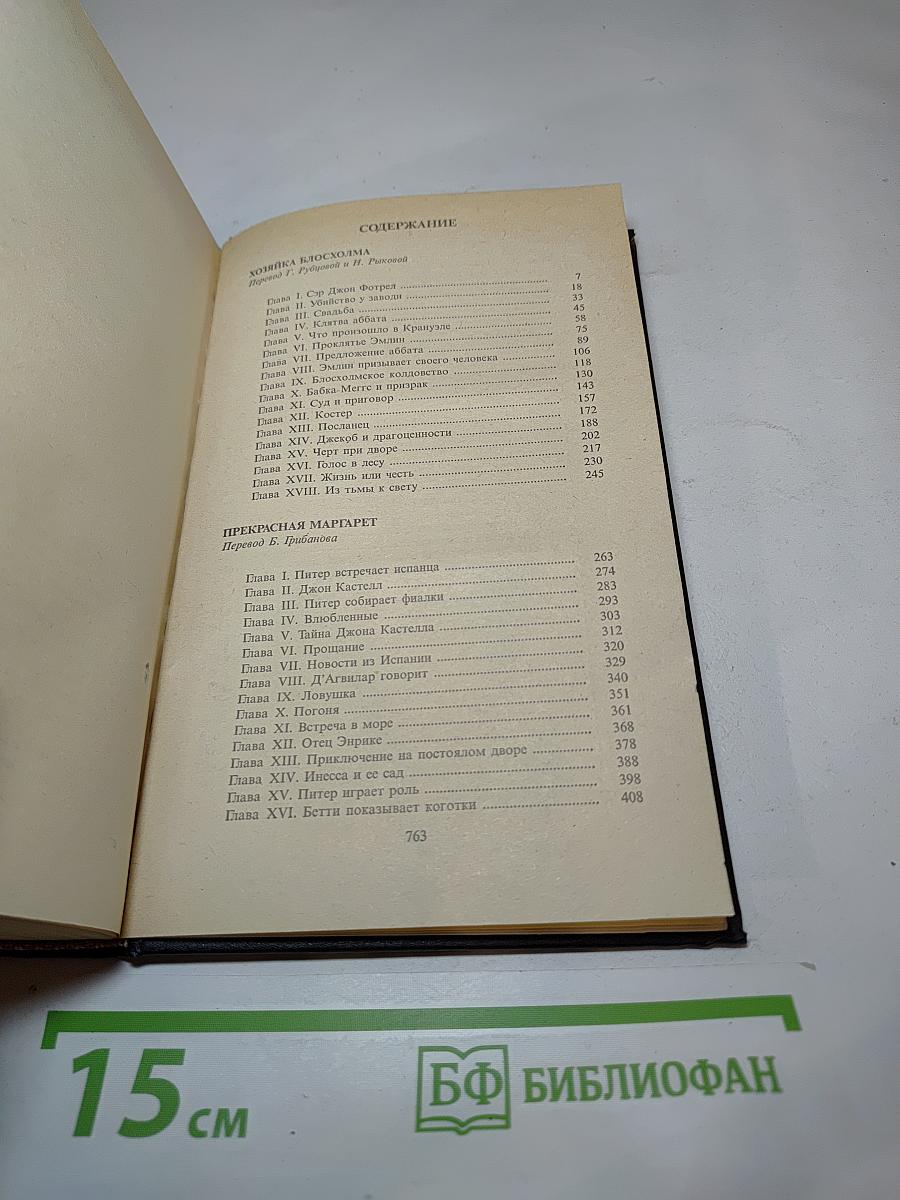 СОДЕРЖАНИЕ
ХОЗЯЙКА БЛОСХОЛМА
Перевод Г. Рубцовой и Н. Рыковой
Глава I. Сэр Джон Фотрел 7
Глава II. Убийство у заводи 18
Глава III. Свадьба 33
Глава IV. Клятва аббата 45
Глава V. Что произошло в Крануэле 58
Глава VI. Проклятье Эмлин 75
Глава VII. Предложение аббата 89
Глава VIII. Эмлин призывает своего человека 106
Глава IX. Блосхолмское колдовство 118
Глава X. Бабка Меггс и призрак 130
Глава XI. Суд и приговор 143
Глава XII. Костер 157
Глава XIII. Посланец 172
Глава XIV. Джекоб и драгоценности 188
Глава XV. Черт при дворе 202
Глава XVI. Голос в лесу 217
Глава XVII. Жизнь или честь 230
Глава XVIII. Из тьмы к свету 245
ПРЕКРАСНАЯ МАРГАРЕТ
Перевод Б. Грибанова
Глава I. Питер встречает испанца 263
Глава II. Джон Кастелл 274
Глава III. Питер собирает фиалки 283
Глава IV. Влюбленные 293
Глава V. Тайна Джона Кастелла 303
Глава VI. Прощание 312
Глава VII. Новости из Испании 320
Глава VIII. Д'Агвилар говорит 329
Глава IX. Ловушка 340
Глава X. Погоня 351
Глава XI. Встреча в море 361
Глава XII. Отец Энрике 368
Глава XIII. Приключение на постоялом дворе 378
Глава XIV. Инесса и ее сад 388
Глава XV. Питер играет роль 398
Глава XVI. Бетти показывает коготки 408
763
15 см
БФ БИБЛИОФАН